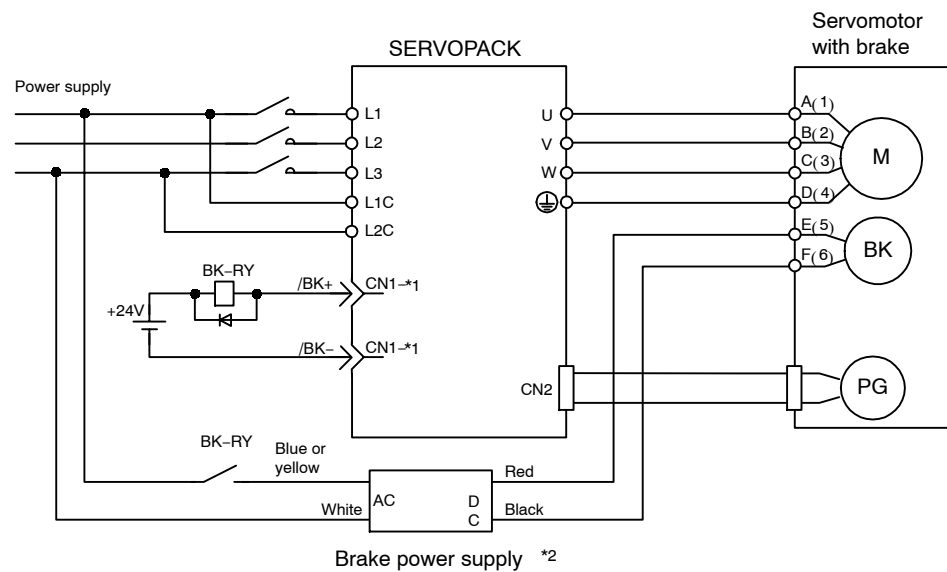 Servomotor
with brake
SERVOPACK
Power supply
L1
L2
L3
L1C
L2C
U
V
W
A(1)
B(2)
C(3)
D(4)
E(5)
F(6)
M
BK
PG
BK–RY
+24V
/BK+
CN1–*1
/BK–
CN1–*1
CN2
BK–RY
Blue or
yellow
White
AC
D
C
Red
Black
Brake power supply *2